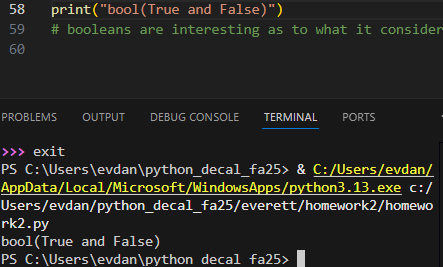 58 print("bool(True and False)")
59 # booleans are interesting as to what it consider
60
PROBLEMS OUTPUT DEBUG CONSOLE TERMINAL PORTS
>>> exit
PS C:\Users\evdan\python_decal_fa25> & C:/Users/evdan/
AppData/Local/Microsoft/WindowsApps/python3.13.exe c:/
Users/evdan/python_decal_fa25/everett/homework2/homewo
rk2.py
bool(True and False)
PS C:\Users\evdan\python_decal_fa25>